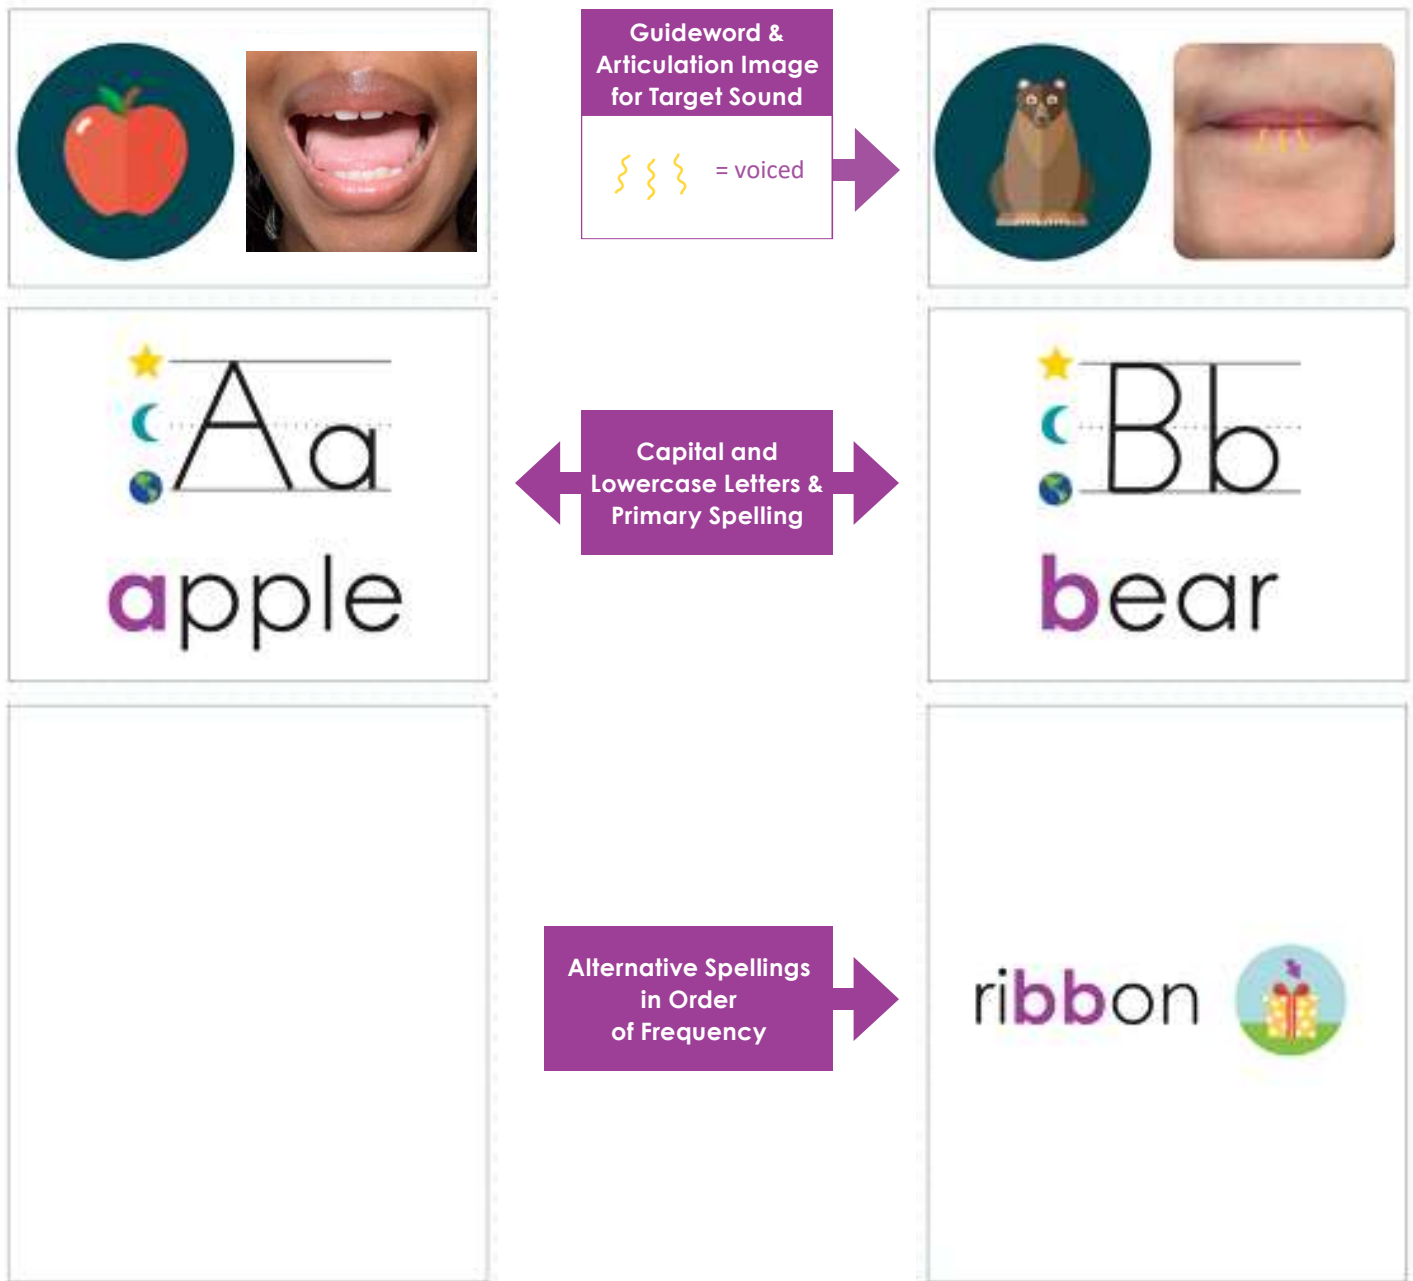 Guideword &
Articulation Image
for Target Sound
= voiced
Aa
Bb
Capital and
Lowercase Letters &
Primary Spelling
apple
bear
Alternative Spellings
in Order
of Frequency
ribbon